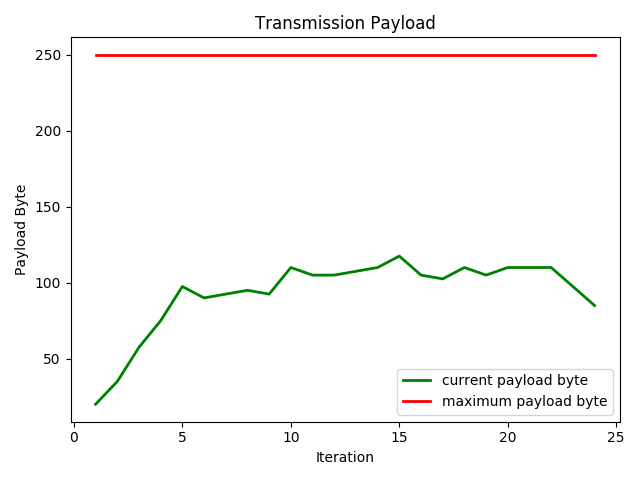 Transmission Payload
250
200
150
100
50
Payload Byte
0
5
10
15
20
25
Iteration
current payload byte
maximum payload byte